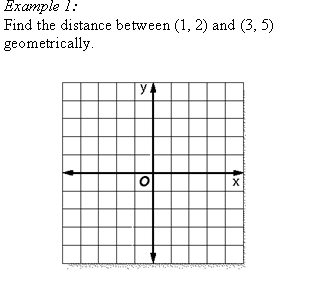 Example 1:
Find the distance between (1, 2) and (3, 5)
geometrically.
y
O
x